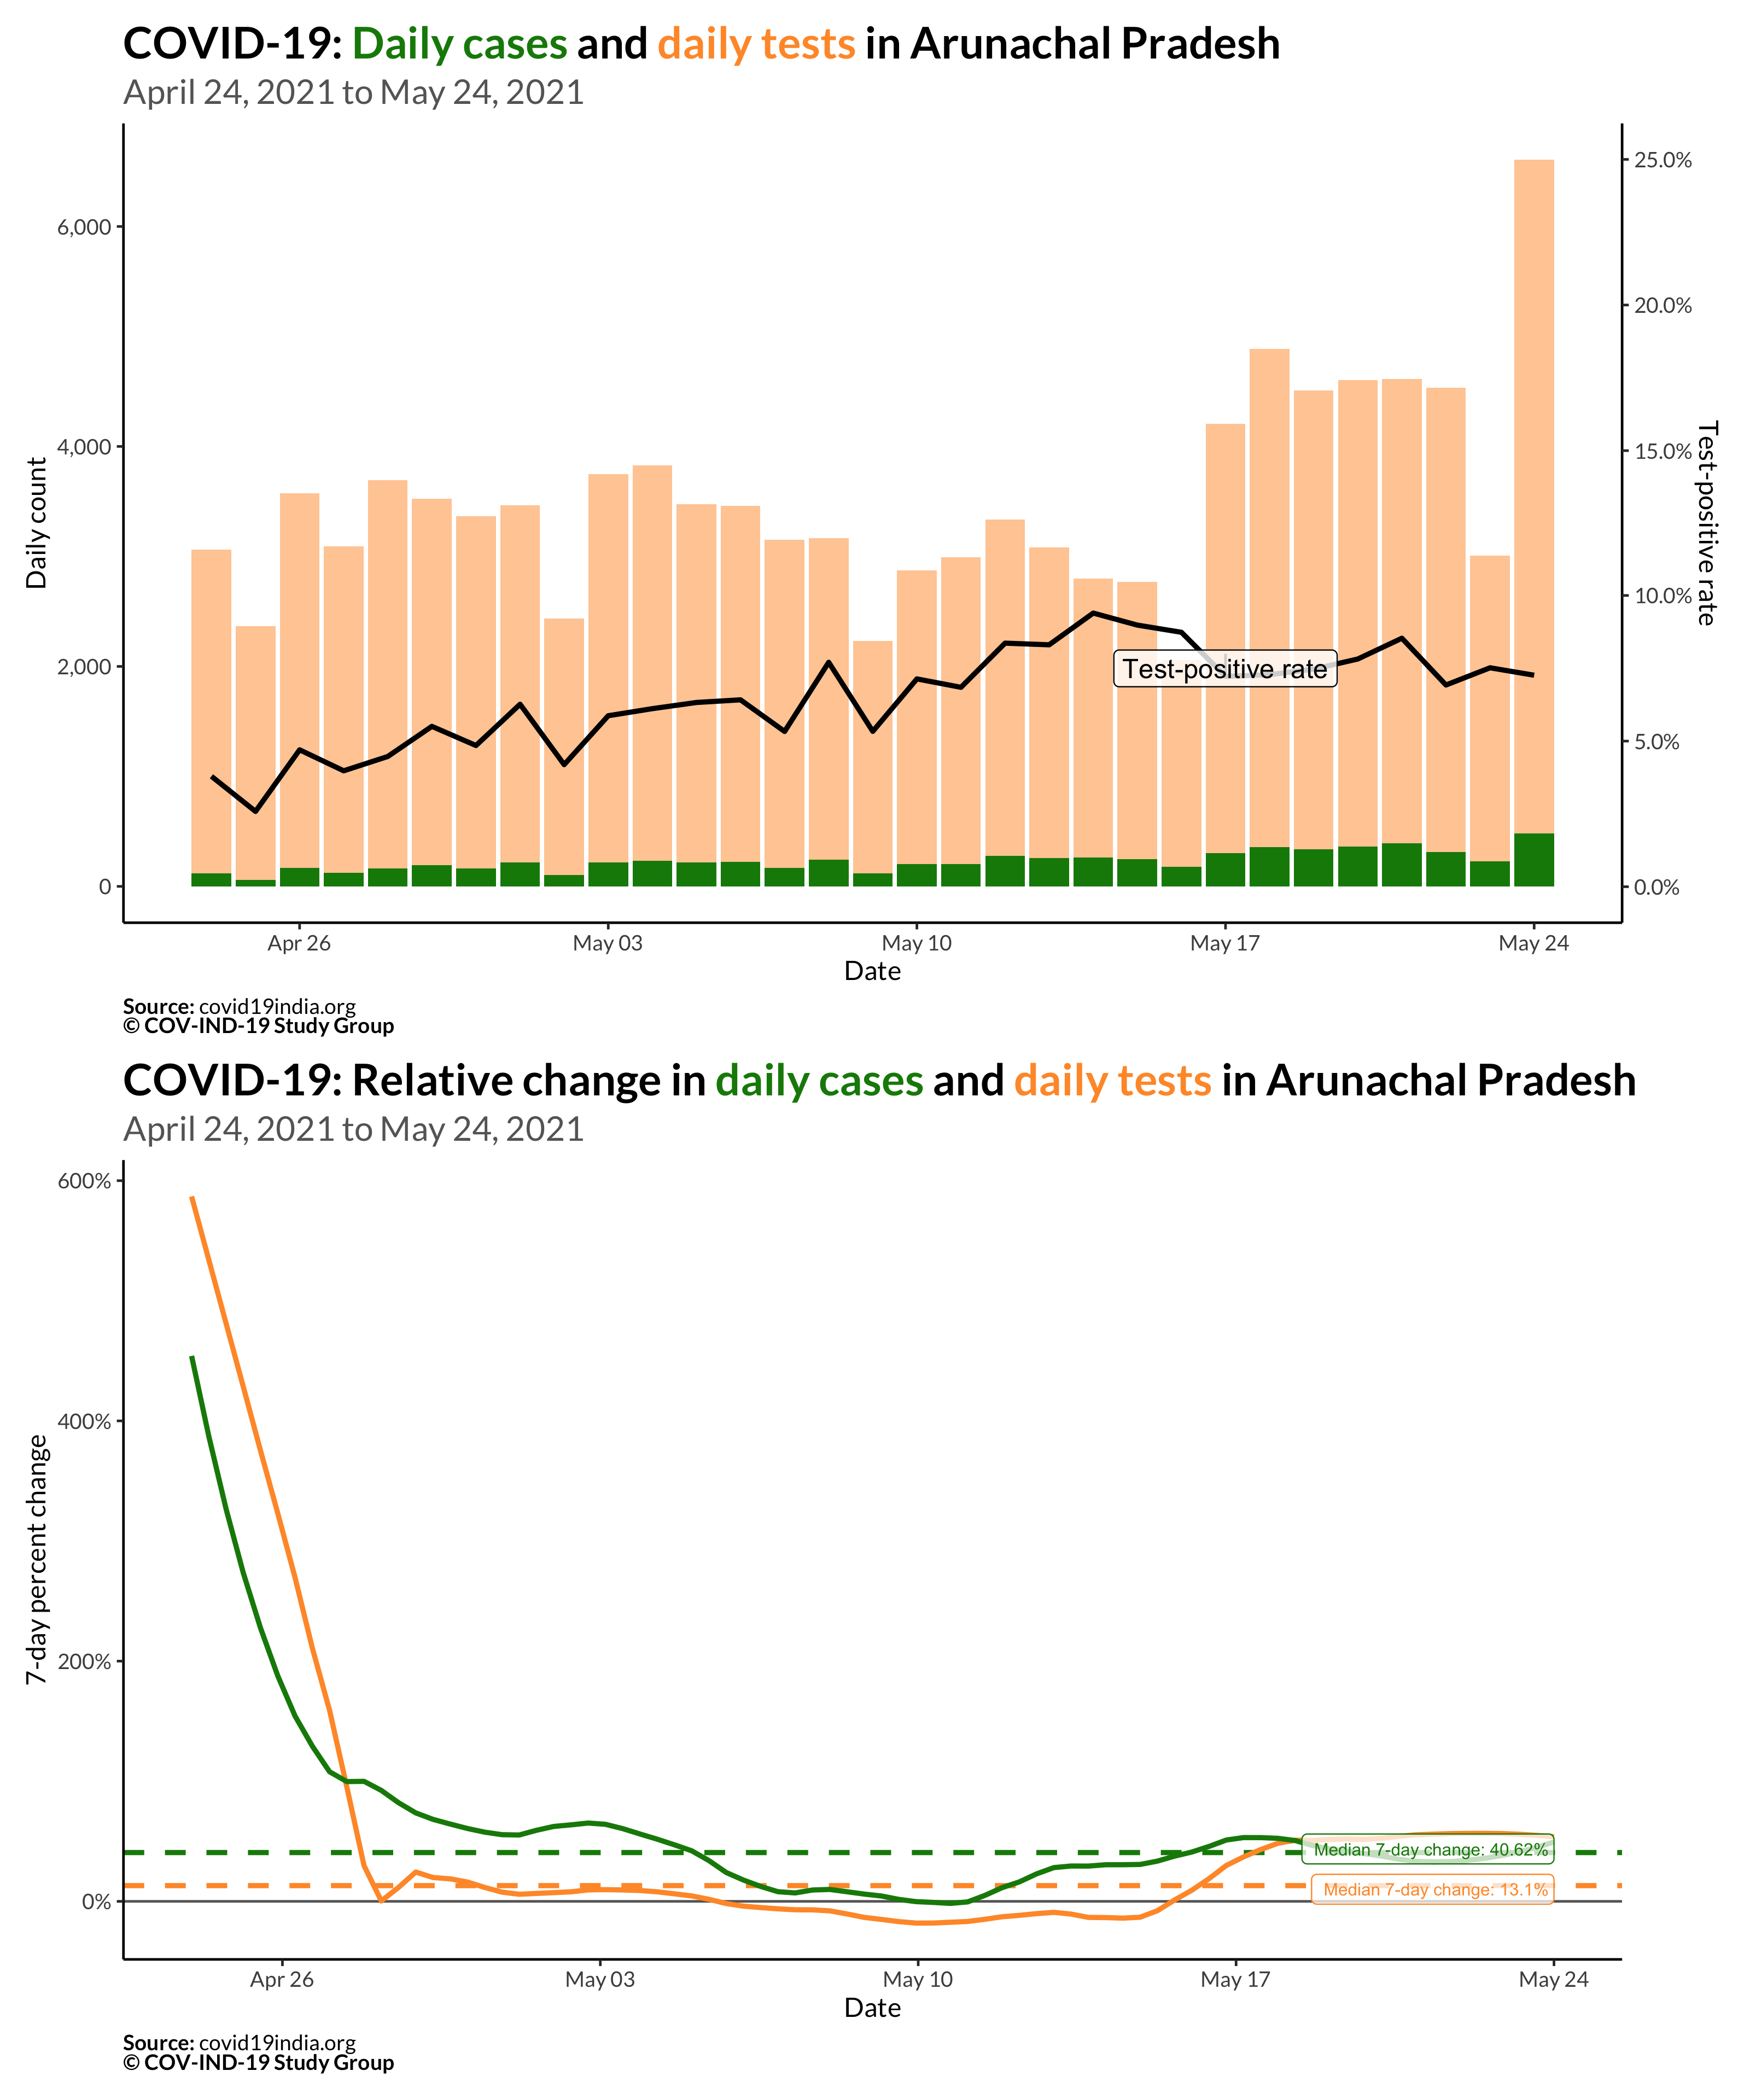 COVID-19: Daily cases and daily tests in Arunachal Pradesh
April 24, 2021 to May 24, 2021
6,000
4,000
2,000
0
Daily count
25.0%
20.0%
15.0%
10.0%
5.0%
0.0%
Test-positive rate
Test-positive rate
Apr 26
May 03
May 10
May 17
May 24
Date
Source: covid19india.org
© COV-IND-19 Study Group
COVID-19: Relative change in daily cases and daily tests in Arunachal Pradesh
April 24, 2021 to May 24, 2021
600%
400%
200%
0%
7-day percent change
Median 7-day change: 40.62%
Median 7-day change: 13.1%
Apr 26
May 03
May 10
May 17
May 24
Date
Source: covid19india.org
© COV-IND-19 Study Group